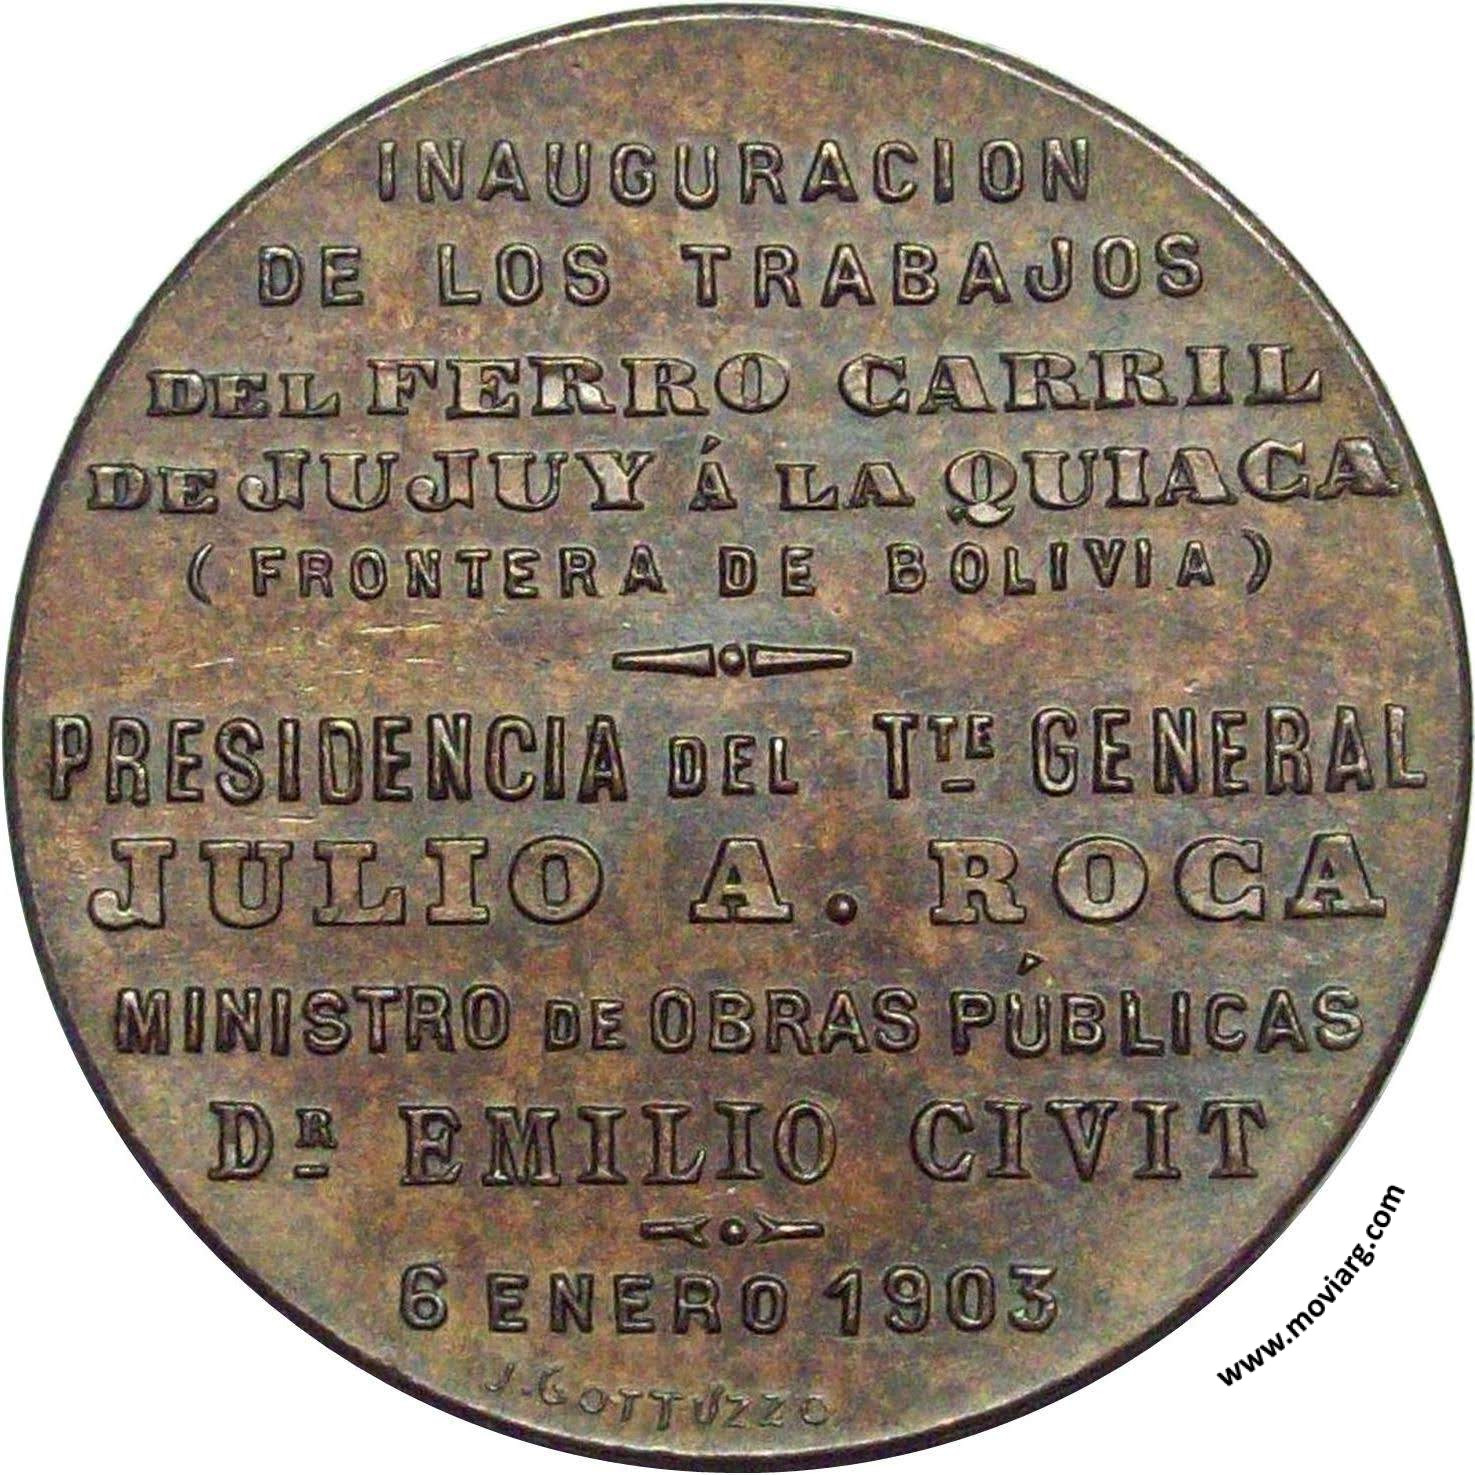 INAUGURACION
DE LOS TRABAJOS
DEL FERRO CARRIL
DE JUJUY Á LA QUIACA
(FRONTERA DE BOLIVIA)
PRESIDENCIA DEL TTE GENERAL
JULIO A. ROCA
MINISTRO DE OBRAS PÚBLICAS
DR EMILIO CIVIT
6 ENERO 1903
J. GOTTUZZO
www.moviarg.com